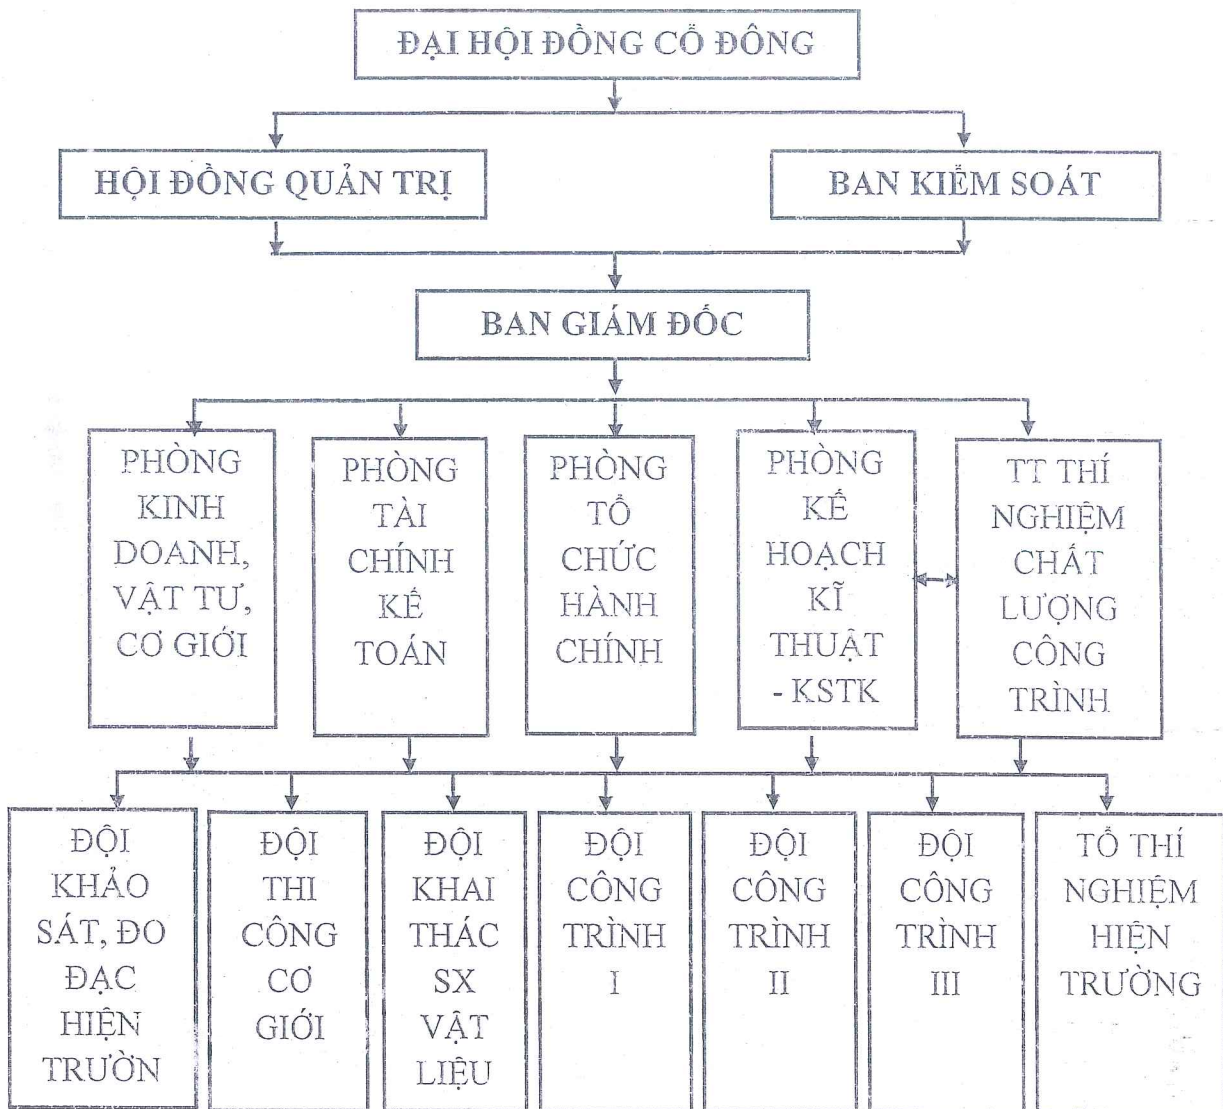 ĐẠI HỘI ĐỒNG CỔ ĐÔNG
HỘI ĐỒNG QUẢN TRỊ
BAN KIỂM SOÁT
BAN GIÁM ĐỐC
PHÒNG
KINH
DOANH,
VẬT TƯ,
CƠ GIỚI
PHÒNG
TÀI
CHÍNH
KẾ
TOÁN
PHÒNG
TỔ
CHỨC
HÀNH
CHÍNH
PHÒNG
KẾ
HOẠCH
KĨ
THUẬT
- KSTK
TT THÍ
NGHIỆM
CHẤT
LƯỢNG
CÔNG
TRÌNH
ĐỘI
KHẢO
SÁT, ĐO
ĐẠC
HIỆN
TRƯỜN
ĐỘI
THI
CÔNG
CƠ
GIỚI
ĐỘI
KHAI
THÁC
SX
VẬT
LIỆU
ĐỘI
CÔNG
TRÌNH
I
ĐỘI
CÔNG
TRÌNH
II
ĐỘI
CÔNG
TRÌNH
III
TỔ THÍ
NGHIỆM
HIỆN
TRƯỜNG